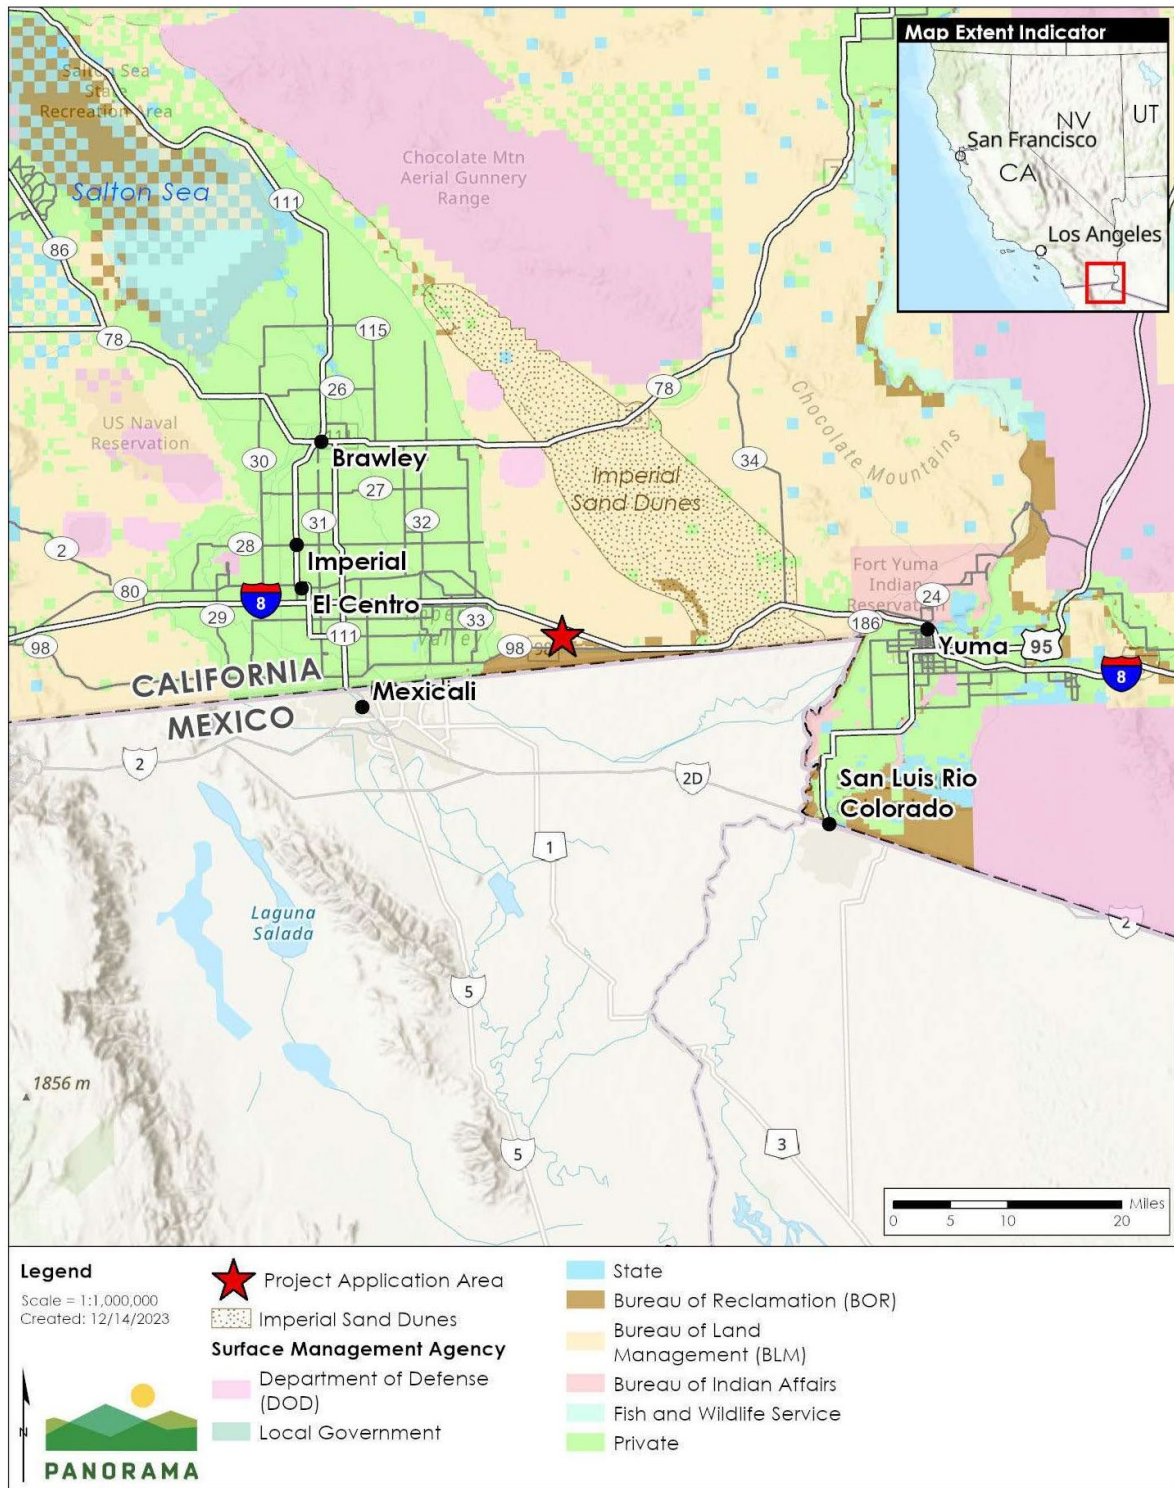 Map Extent Indicator
NV
UT
San Francisco
CA
Los Angeles
Salton Sea
State
Recreation Area
Chocolate Mtn
Aerial Gunnery
Range
111
Salton Sea
86
78
115
26
78
US Naval
Reservation
Chocolate Mountains
30
Brawley
34
Imperial
Sand Dunes
27
31
32
2
28
Imperial
Fort Yuma
Indian
Reservation
80
8
El Centro
24
29
33
186
98
111
Valley
98
Yuma
95
8
CALIFORNIA
MEXICO
Mexicali
2
2D
San Luis Rio
Colorado
1
Laguna
Salada
2
5
1856 m
5
3
Miles
0 5 10 20
Legend
Scale = 1:1,000,000
Created: 12/14/2023
N
PANORAMA
Project Application Area
Imperial Sand Dunes
Surface Management Agency
Department of Defense
(DOD)
Local Government
State
Bureau of Reclamation (BOR)
Bureau of Land
Management (BLM)
Bureau of Indian Affairs
Fish and Wildlife Service
Private